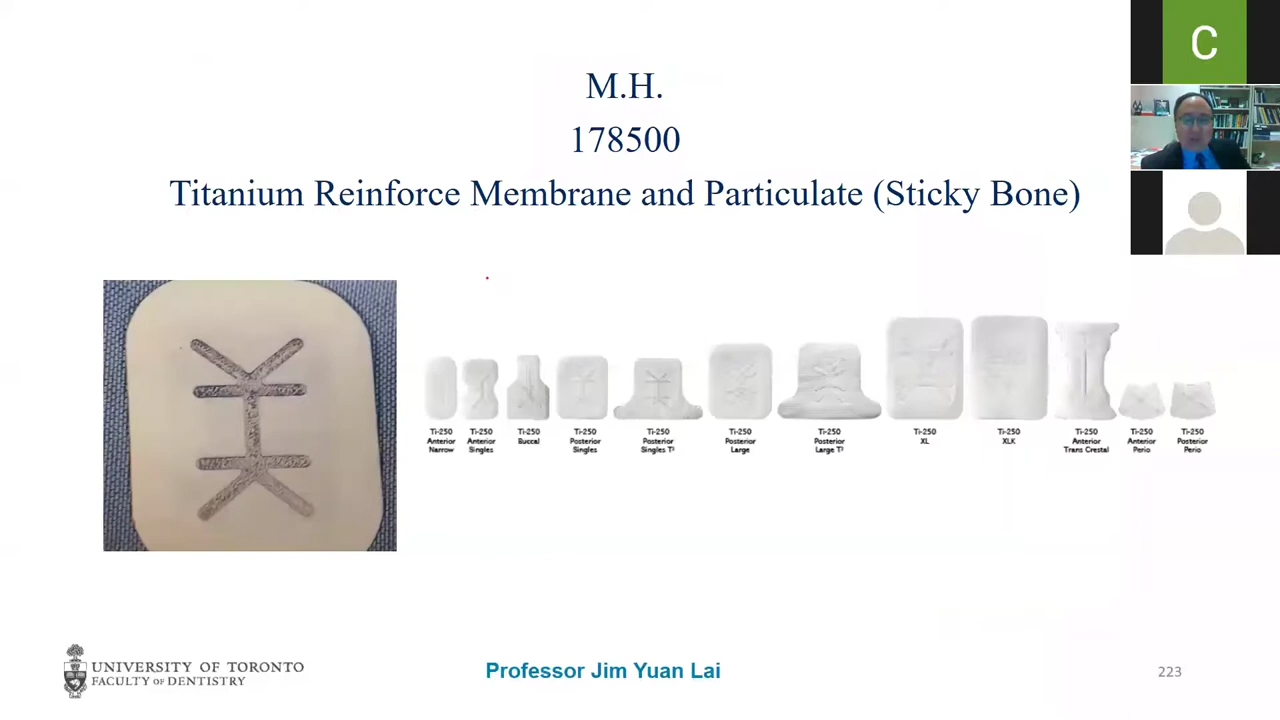 C
M.H.
178500
Titanium Reinforce Membrane and Particulate (Sticky Bone)
Ti-250
Anterior
Narrow
Ti-250
Anterior
Singles
Ti-250
Buccal
Ti-250
Posterior
Singles
Ti-250
Posterior
Singles T²
Ti-250
Posterior
Large
Ti-250
Posterior
Large T²
Ti-250
XL
Ti-250
XLK
Ti-250
Anterior
Trans Crestal
Ti-250
Anterior
Perio
Ti-250
Posterior
Perio
UNIVERSITY OF TORONTO
FACULTY OF DENTISTRY
Professor Jim Yuan Lai
223